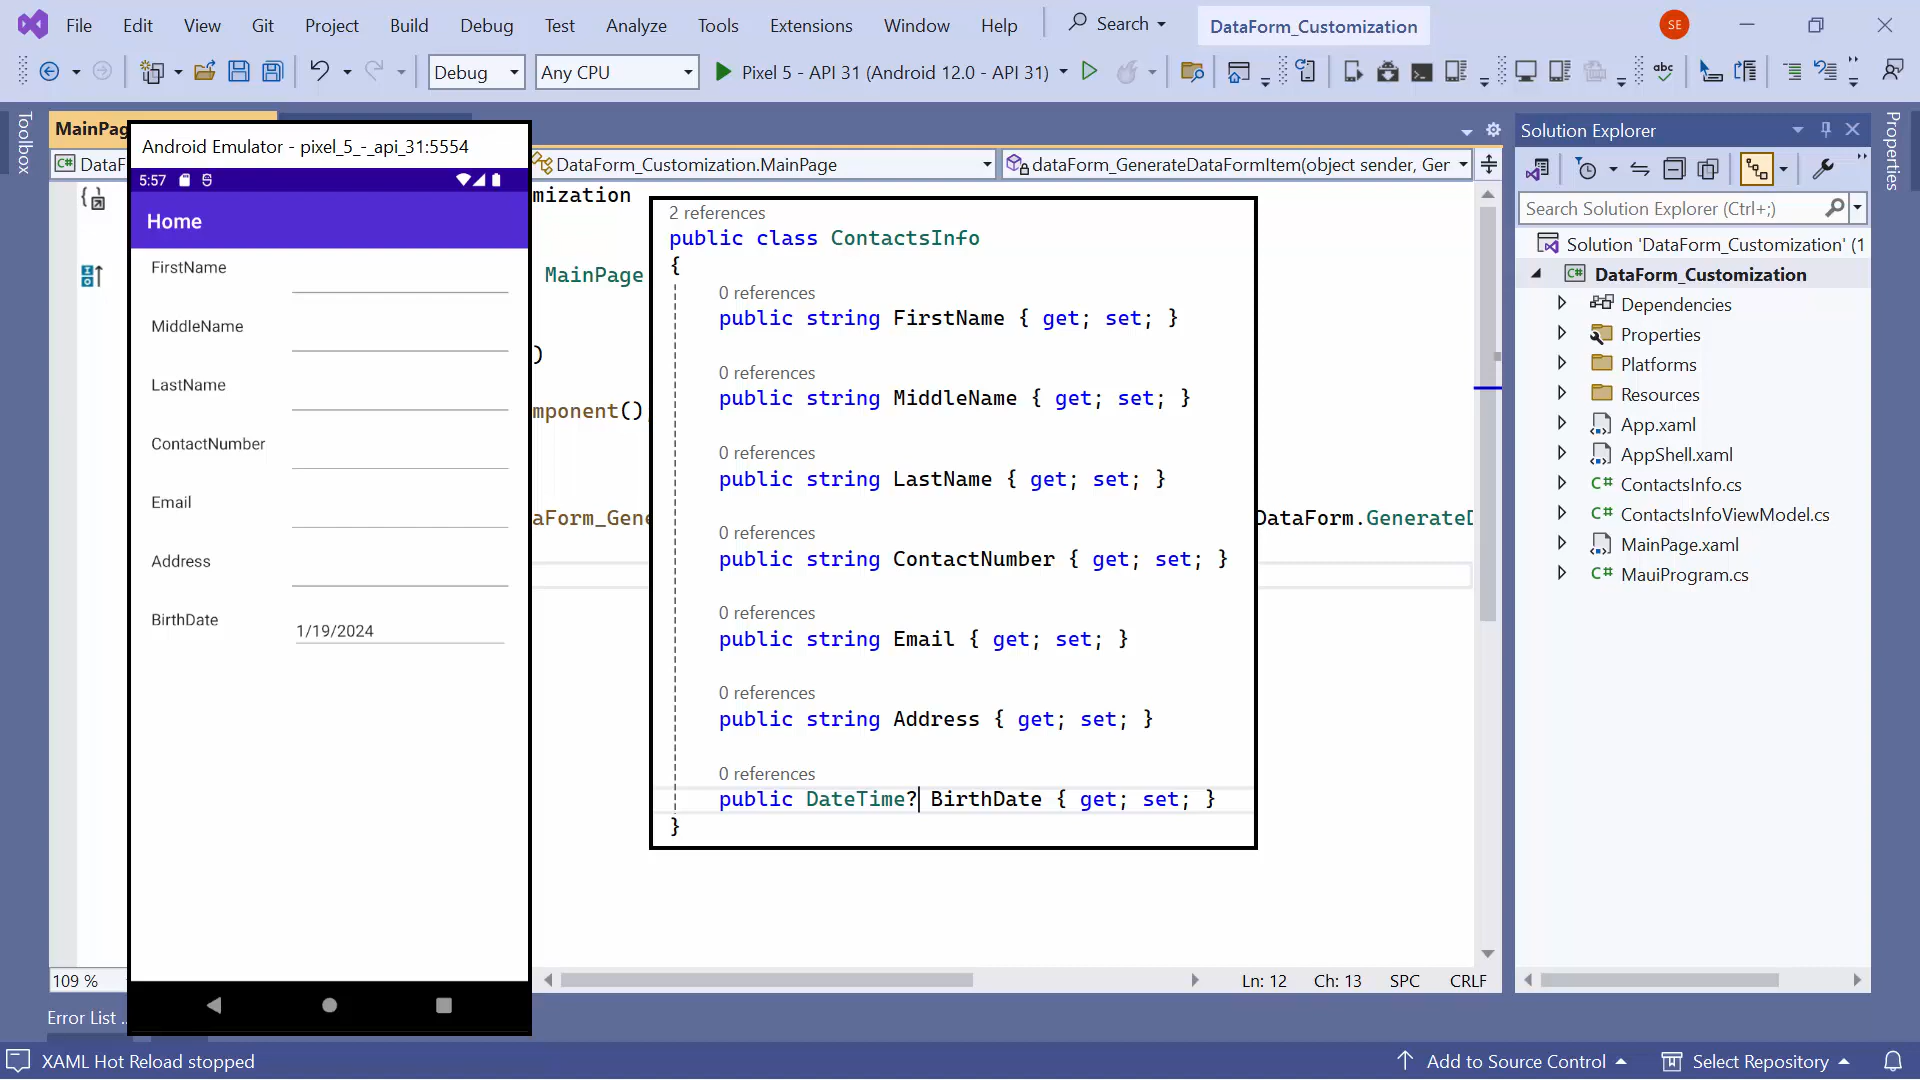 File Edit View Git Project Build Debug Test Analyze Tools Extensions Window Help Search DataForm_Customization SE
Debug Any CPU Pixel 5 - API 31 (Android 12.0 - API 31)
Toolbox
MainPag
DataF
DataForm_Customization.MainPage
dataForm_GenerateDataFormItem(object sender, Ger
Android Emulator - pixel_5_-_api_31:5554
5:57
Home
FirstName
MiddleName
LastName
ContactNumber
Email
Address
BirthDate
1/19/2024
mization
MainPage
)
mponent()
aForm_Gene
DataForm.GenerateD
2 references
public class ContactsInfo
{
0 references
public string FirstName { get; set; }
0 references
public string MiddleName { get; set; }
0 references
public string LastName { get; set; }
0 references
public string ContactNumber { get; set; }
0 references
public string Email { get; set; }
0 references
public string Address { get; set; }
0 references
public DateTime? BirthDate { get; set; }
}
109 %
Ln: 12 Ch: 13 SPC CRLF
Solution Explorer
Search Solution Explorer (Ctrl+;)
Solution 'DataForm_Customization' (1
DataForm_Customization
Dependencies
Properties
Platforms
Resources
App.xaml
AppShell.xaml
C# ContactsInfo.cs
C# ContactsInfoViewModel.cs
MainPage.xaml
C# MauiProgram.cs
Properties
Error List ..
XAML Hot Reload stopped
Add to Source Control
Select Repository